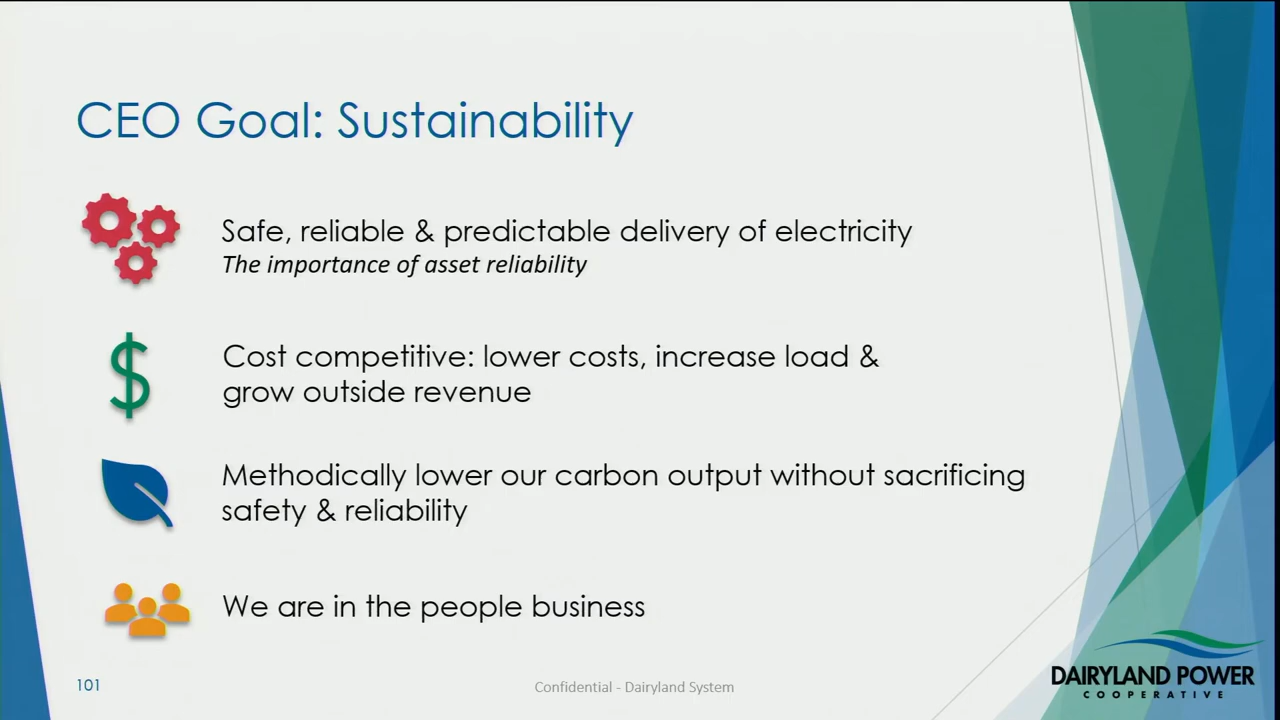 CEO Goal: Sustainability
Safe, reliable & predictable delivery of electricity
The importance of asset reliability
Cost competitive: lower costs, increase load &
grow outside revenue
Methodically lower our carbon output without sacrificing
safety & reliability
We are in the people business
101
Confidential - Dairyland System
DAIRYLAND POWER
COOPERATIVE